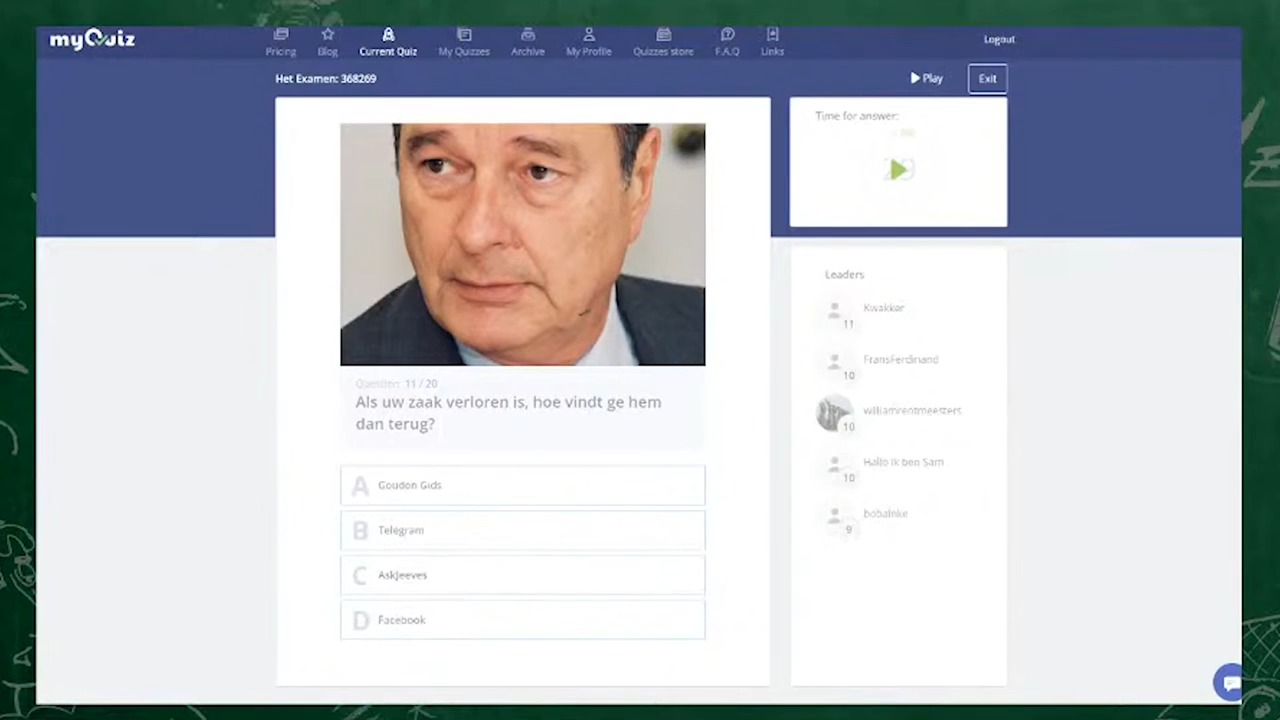 myQuiz
Pricing
Blog
Current Quiz
My Quizzes
Archive
My Profile
Quizzes store
F.A.Q
Links
Logout
Het Examen: 368269
Play
Exit
Time for answer:
Question: 11 / 20
Als uw zaak verloren is, hoe vindt ge hem
dan terug?
A Gouden Gids
B Telegram
C AskJeeves
D Facebook
Leaders
Kwakker
11
FransFerdinand
10
williamrentmeesters
10
Hallo ik ben Sam
10
bobainke
9